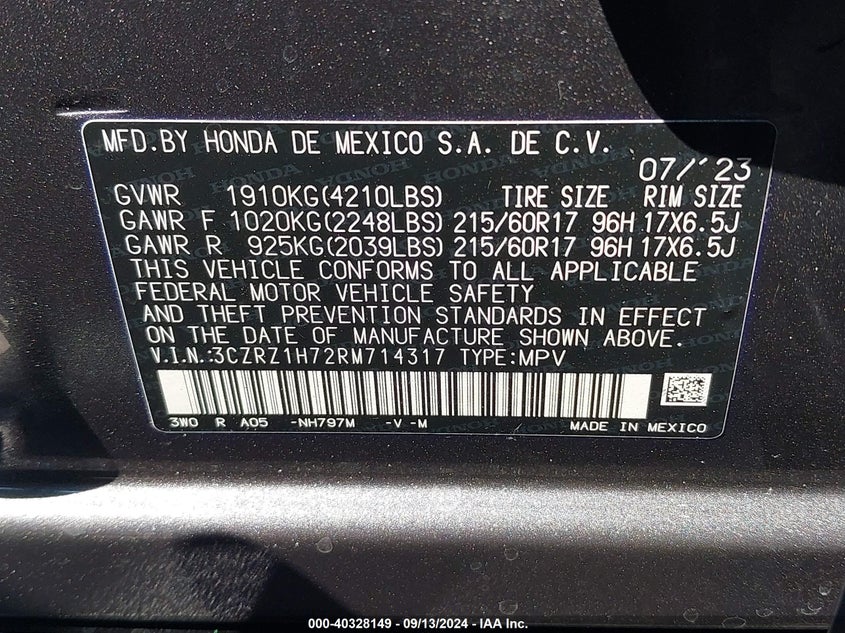 MFD.BY HONDA DE MEXICO S.A. DE C.V.
07/'23
GVWR 1910KG(4210LBS) TIRE SIZE RIM SIZE
GAWR F 1020KG(2248LBS) 215/60R17 96H 17X6.5J
GAWR R 925KG(2039LBS) 215/60R17 96H 17X6.5J
THIS VEHICLE CONFORMS TO ALL APPLICABLE
FEDERAL MOTOR VEHICLE SAFETY
AND THEFT PREVENTION STANDARDS IN EFFECT
ON THE DATE OF MANUFACTURE SHOWN ABOVE.
V.I.N.:3CZRZ1H72RM714317 TYPE:MPV
3W0 R A05 -NH797M -V -M MADE IN MEXICO
000-40328149 - 09/13/2024 - IAA Inc.